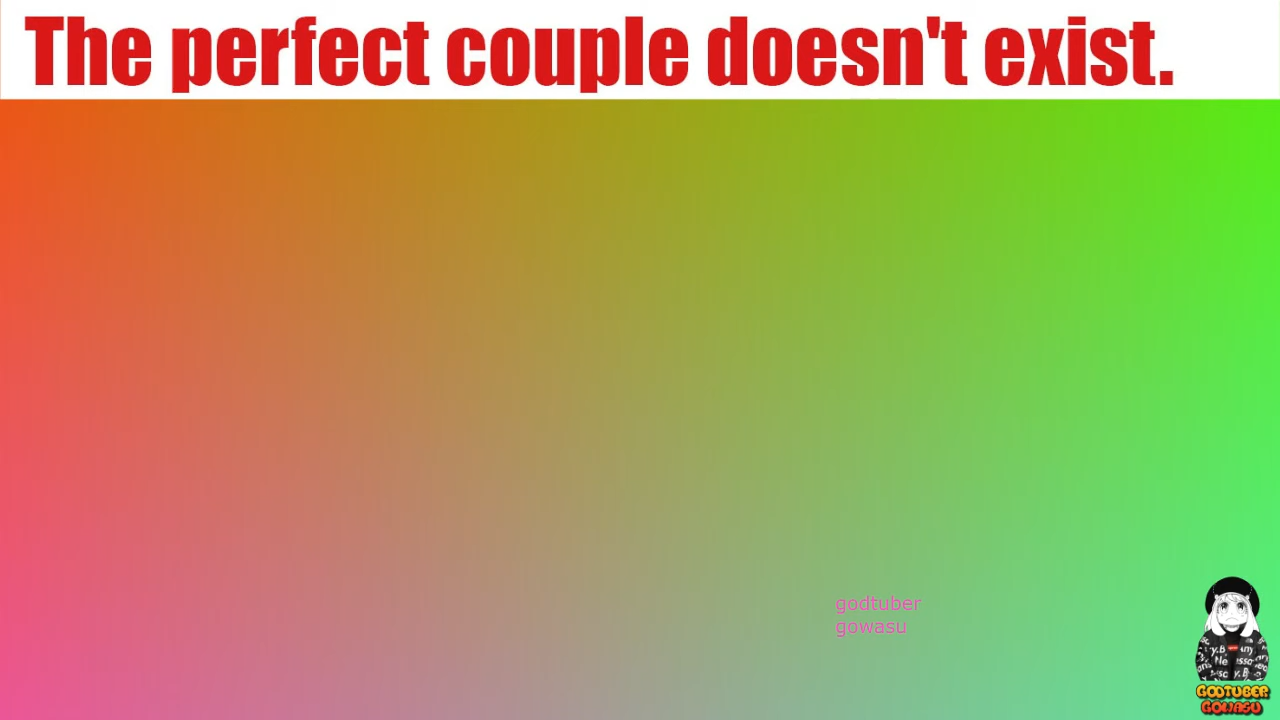 The perfect couple doesn't exist.
godtuber
gowasu
GODTUBER
GOWASU